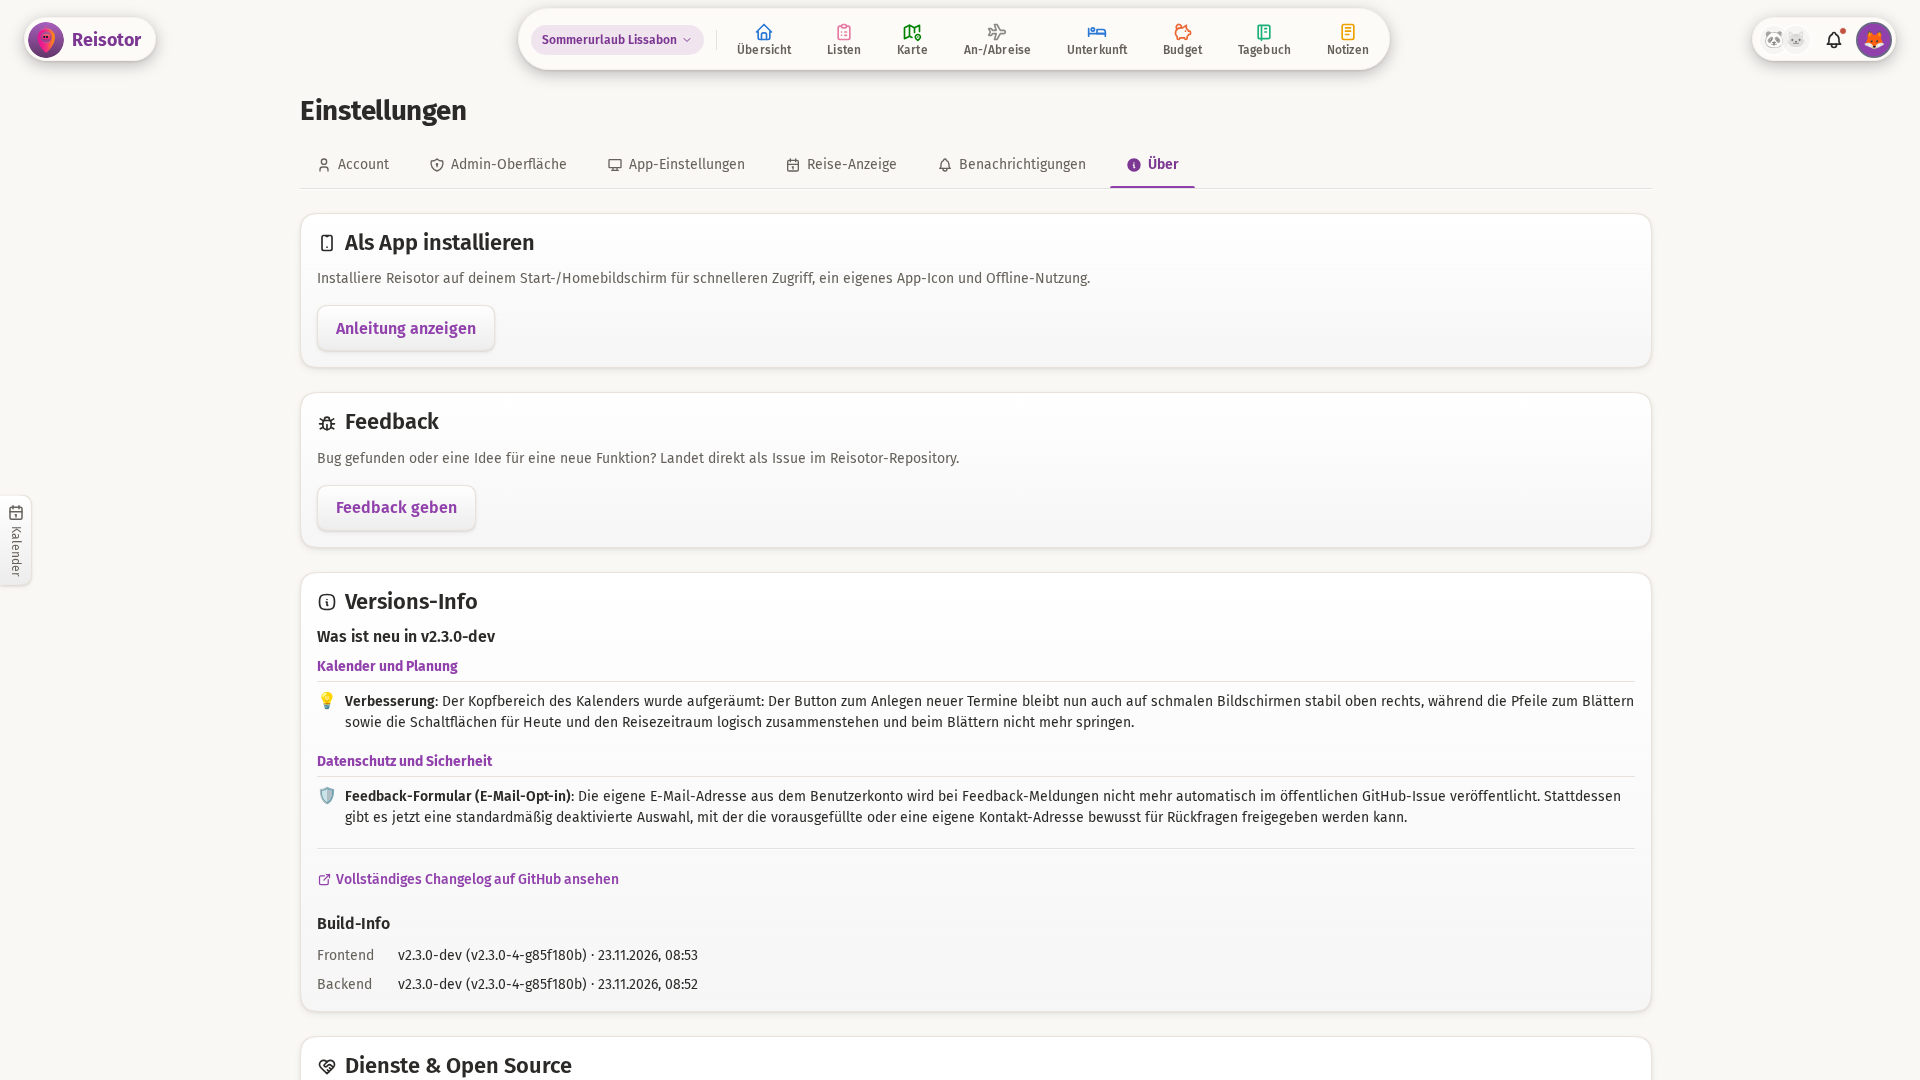 Reisotor
Sommerurlaub Lissabon
Übersicht
Listen
Karte
An-/Abreise
Unterkunft
Budget
Tagebuch
Notizen
Einstellungen
Account
Admin-Oberfläche
App-Einstellungen
Reise-Anzeige
Benachrichtigungen
Über
Als App installieren
Installiere Reisotor auf deinem Start-/Homebildschirm für schnelleren Zugriff, ein eigenes App-Icon und Offline-Nutzung.
Anleitung anzeigen
Feedback
Bug gefunden oder eine Idee für eine neue Funktion? Landet direkt als Issue im Reisotor-Repository.
Feedback geben
Kalender
Versions-Info
Was ist neu in v2.3.0-dev
Kalender und Planung
Verbesserung: Der Kopfbereich des Kalenders wurde aufgeräumt: Der Button zum Anlegen neuer Termine bleibt nun auch auf schmalen Bildschirmen stabil oben rechts, während die Pfeile zum Blättern
sowie die Schaltflächen für Heute und den Reisezeitraum logisch zusammenstehen und beim Blättern nicht mehr springen.
Datenschutz und Sicherheit
Feedback-Formular (E-Mail-Opt-in): Die eigene E-Mail-Adresse aus dem Benutzerkonto wird bei Feedback-Meldungen nicht mehr automatisch im öffentlichen GitHub-Issue veröffentlicht. Stattdessen
gibt es jetzt eine standardmäßig deaktivierte Auswahl, mit der die vorausgefüllte oder eine eigene Kontakt-Adresse bewusst für Rückfragen freigegeben werden kann.
Vollständiges Changelog auf GitHub ansehen
Build-Info
Frontend v2.3.0-dev (v2.3.0-4-g85f180b) · 23.11.2026, 08:53
Backend v2.3.0-dev (v2.3.0-4-g85f180b) · 23.11.2026, 08:52
Dienste & Open Source